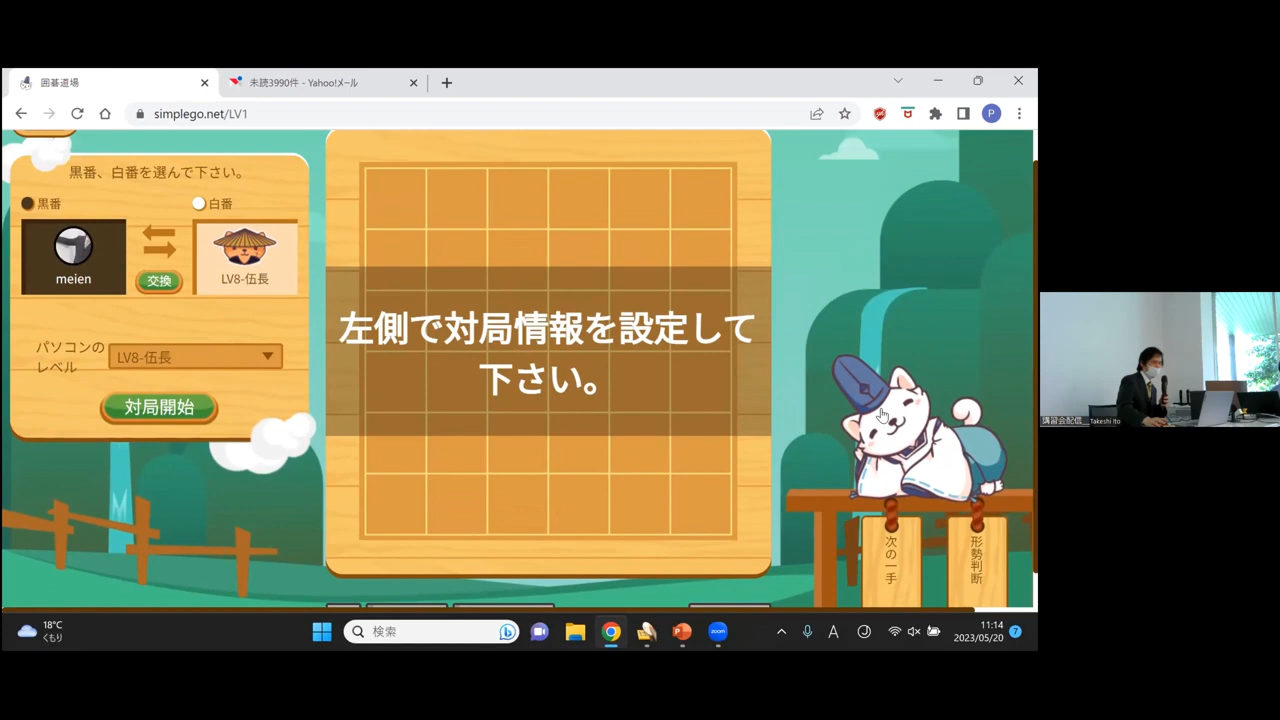 囲碁道場
未読3990件 - Yahoo!メール
simplego.net/LV1
P
黒番、白番を選んで下さい。
黒番
白番
meien
交換
LV8-伍長
パソコンの
レベル
LV8-伍長
対局開始
左側で対局情報を設定して
下さい。
次の一手
形勢判断
講習会配信__Takeshi Ito
18°C
くもり
検索
zoom
A
11:14
2023/05/20
7